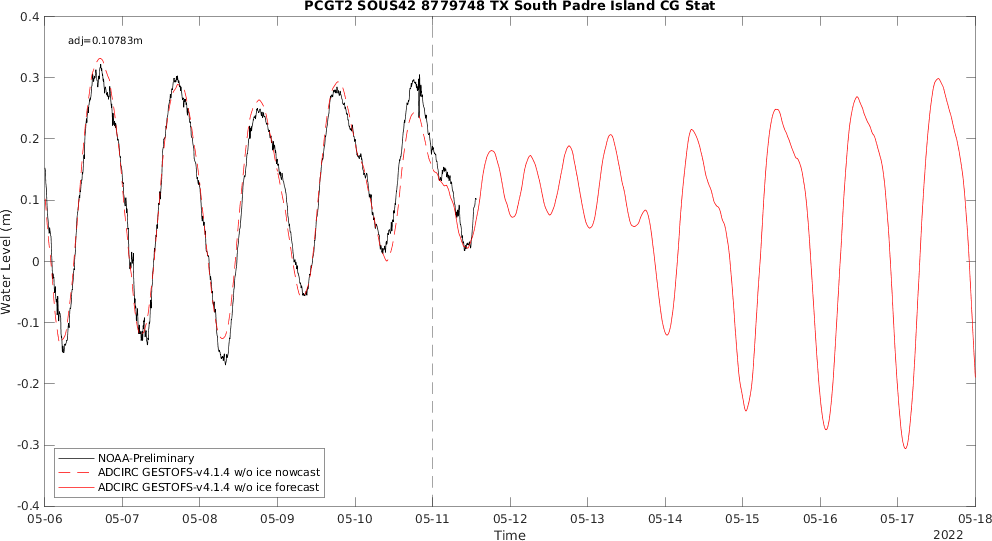 PCGT2 SOUS42 8779748 TX South Padre Island CG Stat
adj=0.10783m
Water Level (m)
0.4
0.3
0.2
0.1
0
-0.1
-0.2
-0.3
-0.4
NOAA-Preliminary
ADCIRC GESTOFS-v4.1.4 w/o ice nowcast
ADCIRC GESTOFS-v4.1.4 w/o ice forecast
05-06 05-07 05-08 05-09 05-10 05-11 05-12 05-13 05-14 05-15 05-16 05-17 05-18
Time
2022